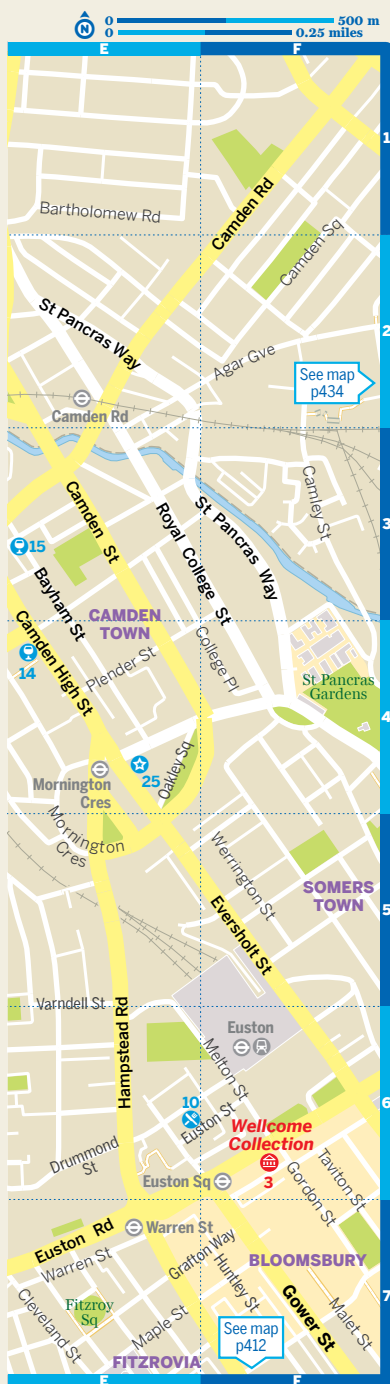 N
0 500 m
0 0.25 miles
E F
1
Bartholomew Rd
Camden Rd
Camden Sq
2
St Pancras Way
Agar Gve
See map
p434
Camden Rd
3
Camden St
Royal College St
St Pancras Way
Camley St
15
Bayham St
CAMDEN
TOWN
Camden High St
14
Plender St
College Pl
St Pancras
Gardens
4
Mornington
Cres
25
Oakley Sq
Mornington
Cres
Werrington St
SOMERS
TOWN
5
Eversholt St
Varndell St
Hampstead Rd
Euston
Melton St
6
10
Euston St
Wellcome
Collection
3
Drummond
St
Euston Sq
Gordon St
Taviton St
Euston Rd
Warren St
Warren St
Grafton Way
Huntley St
BLOOMSBURY
7
Cleveland St
Fitzroy
Sq
Maple St
Gower St
Malet St
See map
p412
FITZROVIA
E F